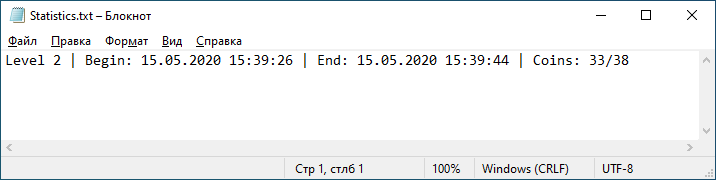 Statistics.txt – Блокнот
Файл Правка Формат Вид Справка
Level 2 | Begin: 15.05.2020 15:39:26 | End: 15.05.2020 15:39:44 | Coins: 33/38
Стр 1, стлб 1 100% Windows (CRLF) UTF-8